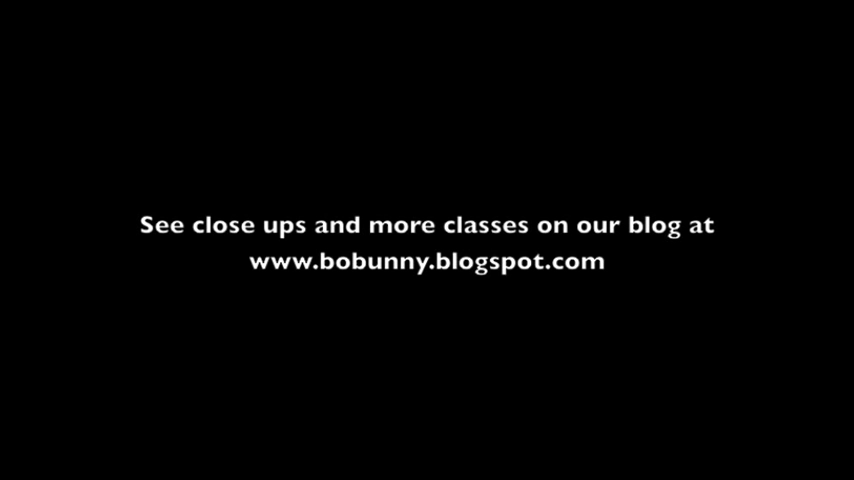 See close ups and more classes on our blog at
www.bobunny.blogspot.com